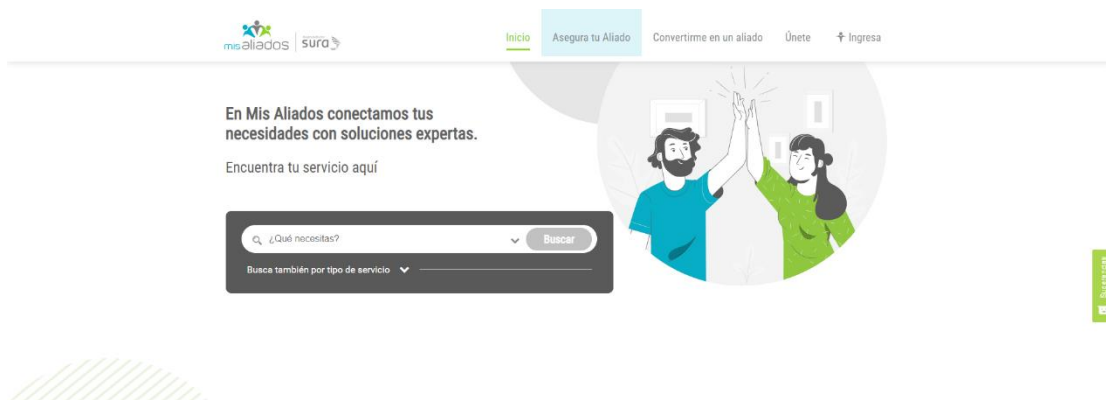 misaliados
sura
Inicio
Asegura tu Aliado
Convertirme en un aliado
Únete
Ingresa
En Mis Aliados conectamos tus
necesidades con soluciones expertas.
Encuentra tu servicio aquí
¿Qué necesitas?
Buscar
Busca también por tipo de servicio